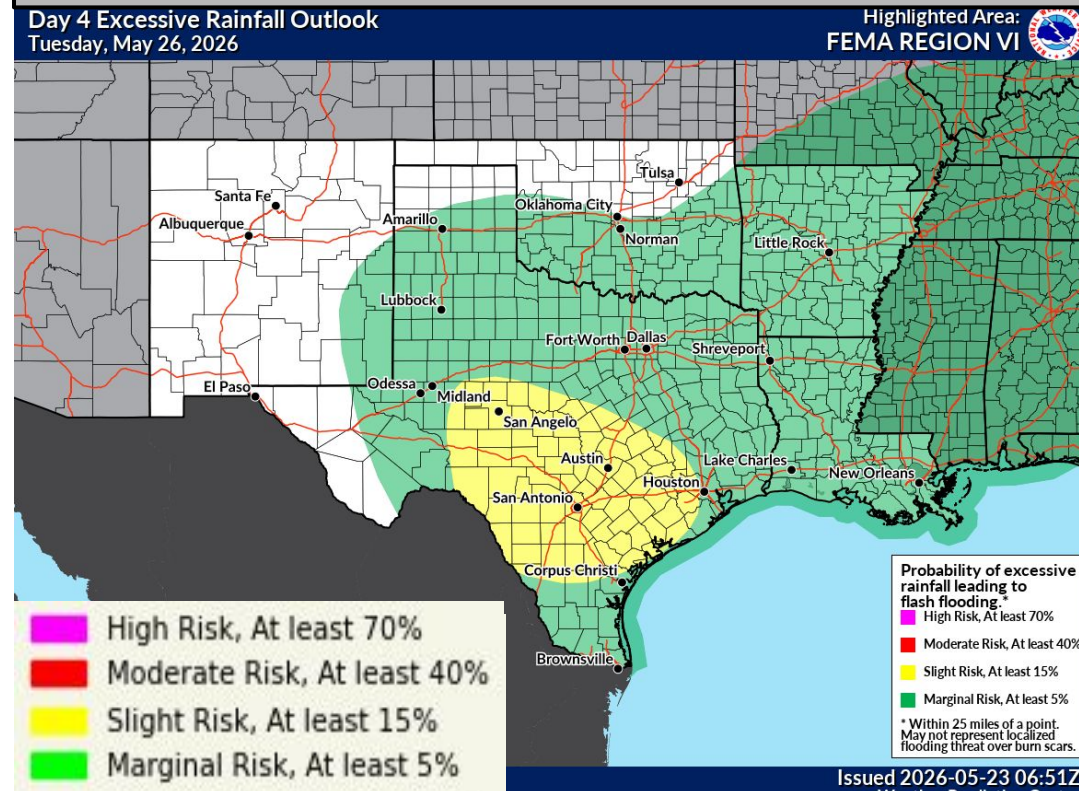 Day 4 Excessive Rainfall Outlook
Tuesday, May 26, 2026
Highlighted Area:
FEMA REGION VI
Tulsa
Santa Fe
Oklahoma City
Albuquerque
Amarillo
Norman
Little Rock
Lubbock
Fort Worth
Dallas
Shreveport
El Paso
Odessa
Midland
San Angelo
Austin
Lake Charles
New Orleans
Houston
San Antonio
Corpus Christi
Brownsville
High Risk, At least 70%
Moderate Risk, At least 40%
Slight Risk, At least 15%
Marginal Risk, At least 5%
Probability of excessive
rainfall leading to
flash flooding.*
High Risk, At least 70%
Moderate Risk, At least 40%
Slight Risk, At least 15%
Marginal Risk, At least 5%
* Within 25 miles of a point.
May not represent localized
flooding threat over burn scars.
Issued 2026-05-23 06:51Z